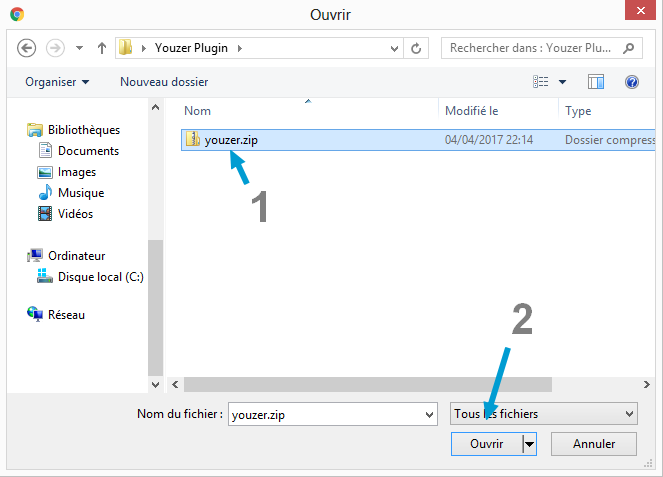 Ouvrir
Youzer Plugin
Rechercher dans : Youzer Plu...
Organiser
Nouveau dossier
Nom
Modifié le
Type
Bibliothèques
Documents
Images
Musique
Vidéos
Ordinateur
Disque local (C:)
Réseau
youzer.zip
04/04/2017 22:14
Dossier compress
1
2
Nom du fichier :
youzer.zip
Tous les fichiers
Ouvrir
Annuler